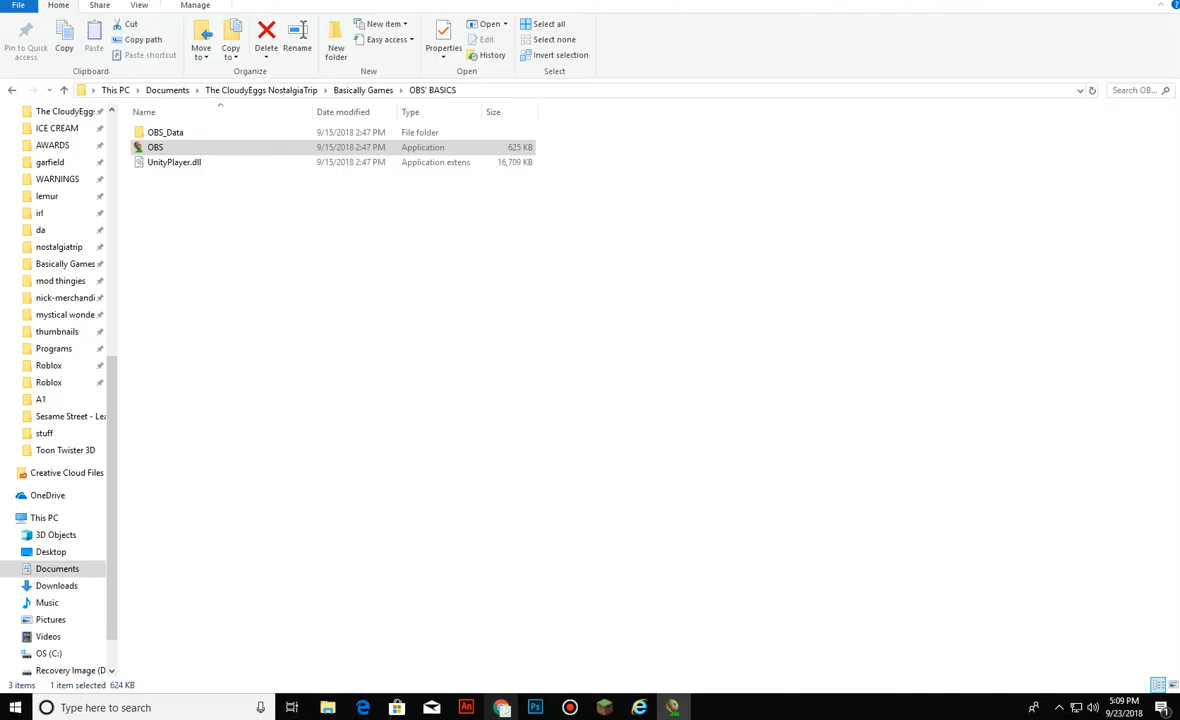 File Home Share View Manage
Pin to Quick access
Copy
Paste
Cut
Copy path
Paste shortcut
Clipboard
Move to
Copy to
Delete
Rename
Organize
New folder
New item
Easy access
New
Properties
Open
Edit
History
Open
Select all
Select none
Invert selection
Select
This PC > Documents > The CloudyEggs NostalgiaTrip > Basically Games > OBS' BASICS
Search OB...
Name Date modified Type Size
OBS_Data 9/15/2018 2:47 PM File folder
OBS 9/15/2018 2:47 PM Application 625 KB
UnityPlayer.dll 9/15/2018 2:47 PM Application extens 16,709 KB
The CloudyEgg
ICE CREAM
AWARDS
garfield
WARNINGS
lemur
irl
da
nostalgiatrip
Basically Games
mod thingies
nick-merchandi
mystical wonde
thumbnails
Programs
Roblox
Roblox
A1
Sesame Street - Lea
stuff
Toon Twister 3D
Creative Cloud Files
OneDrive
This PC
3D Objects
Desktop
Documents
Downloads
Music
Pictures
Videos
OS (C:)
Recovery Image (D
3 items 1 item selected 624 KB
Type here to search
An
Ps
5:09 PM
9/23/2018
1